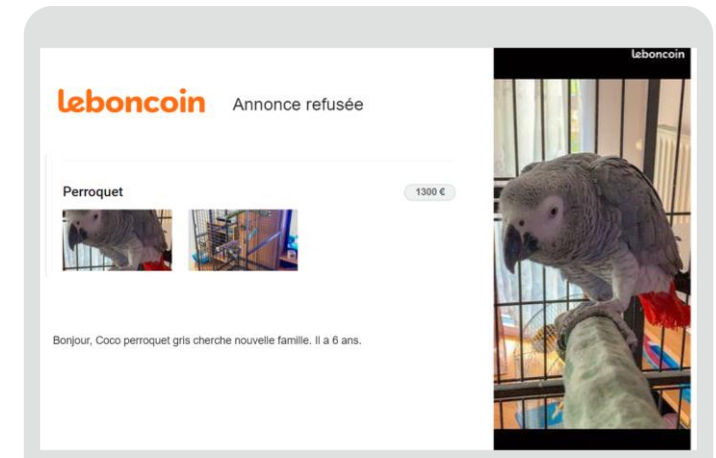 leboncoin
leboncoin Annonce refusée
Perroquet 1300 €
Bonjour, Coco perroquet gris cherche nouvelle famille. Il a 6 ans.